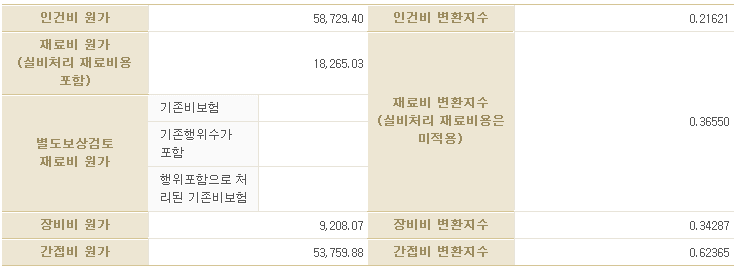 인건비 원가 58,729.40 인건비 변환지수 0.21621
재료비 원가
(실비처리 재료비용
포함)
18,265.03
별도보상검토
재료비 원가
기존비보험
기존행위수가
포함
행위포함으로 처
리된 기존비보험
재료비 변환지수
(실비처리 재료비용은
미적용)
0.36550
장비비 원가 9,208.07 장비비 변환지수 0.34287
간접비 원가 53,759.88 간접비 변환지수 0.62365